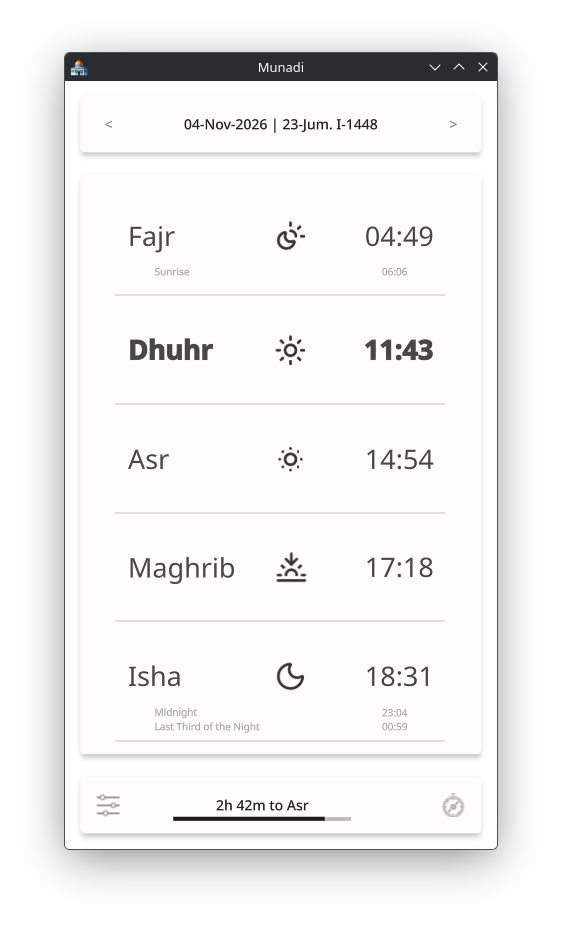 Munadi
< 04-Nov-2026 | 23-Jum. I-1448 >
Fajr 04:49
Sunrise 06:06
Dhuhr 11:43
Asr 14:54
Maghrib 17:18
Isha 18:31
Midnight 23:04
Last Third of the Night 00:59
2h 42m to Asr